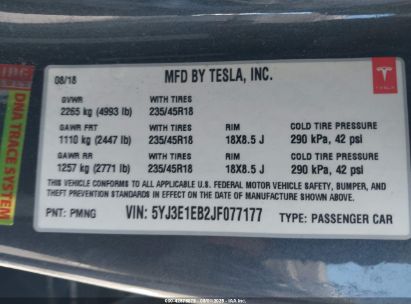 08/18 MFD BY TESLA, INC.
TESLA
GVWR WITH TIRES
2265 kg (4993 lb) 235/45R18
GAWR FRT WITH TIRES RIM COLD TIRE PRESSURE
1110 kg (2447 lb) 235/45R18 18X8.5 J 290 kPa, 42 psi
GAWR RR WITH TIRES RIM COLD TIRE PRESSURE
1257 kg (2771 lb) 235/45R18 18X8.5 J 290 kPa, 42 psi
THIS VEHICLE CONFORMS TO ALL APPLICABLE U.S. FEDERAL MOTOR VEHICLE SAFETY, BUMPER, AND
THEFT PREVENTION STANDARDS IN EFFECT ON THE DATE OF MANUFACTURE SHOWN ABOVE.
PNT: PMNG VIN: 5YJ3E1EB2JF077177 TYPE: PASSENGER CAR
DNA TRACE SYSTEM